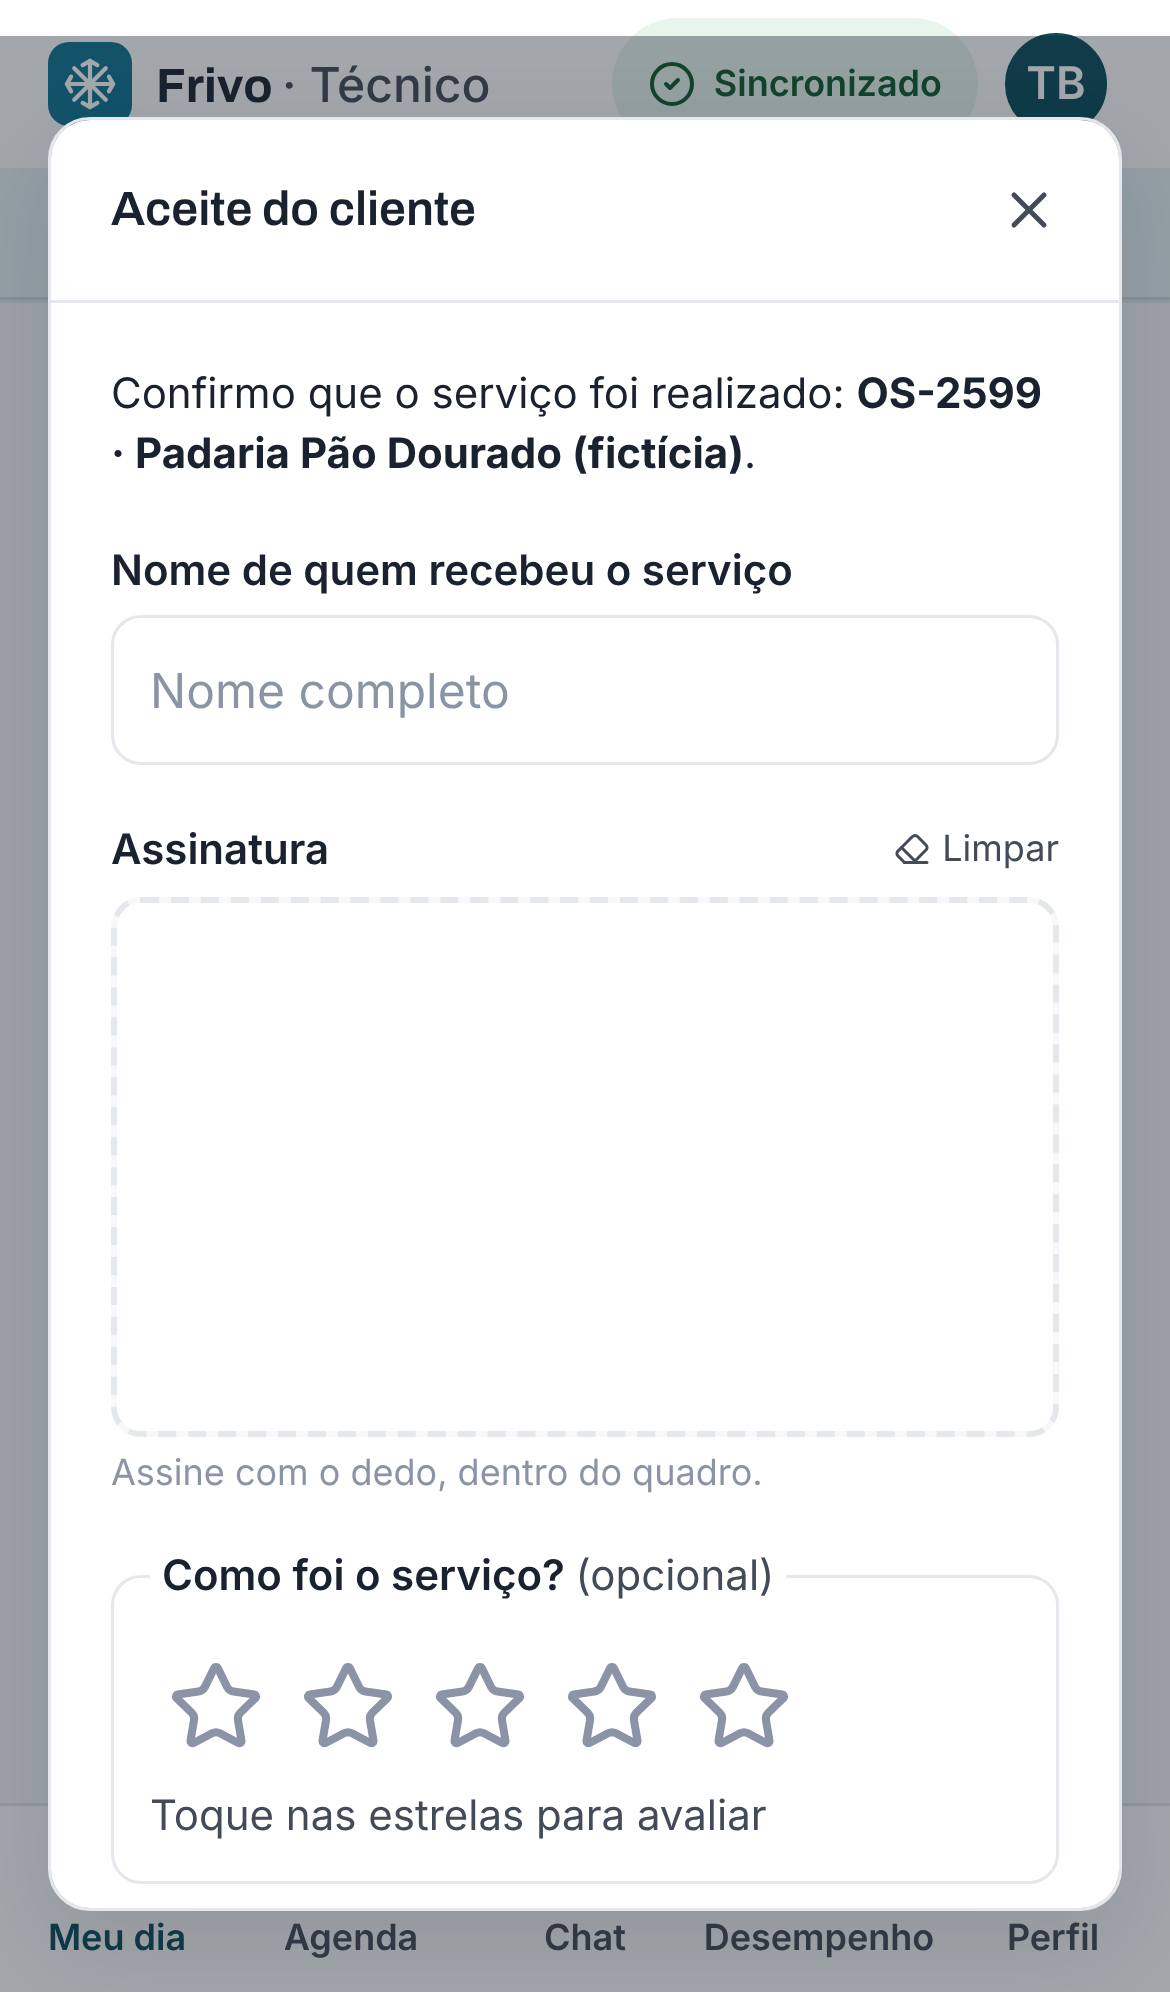 Frivo · Técnico
Sincronizado
TB
Aceite do cliente
Confirmo que o serviço foi realizado: OS-2599
· Padaria Pão Dourado (fictícia).
Nome de quem recebeu o serviço
Nome completo
Assinatura
Limpar
Assine com o dedo, dentro do quadro.
Como foi o serviço? (opcional)
Toque nas estrelas para avaliar
Meu dia
Agenda
Chat
Desempenho
Perfil